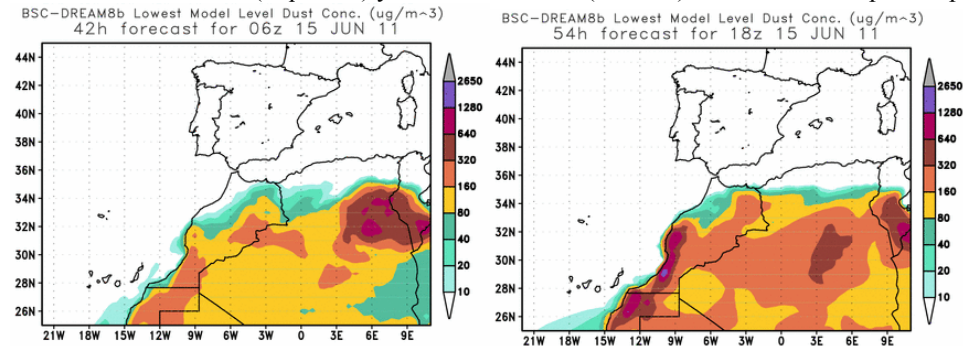 BSC-DREAM8b Lowest Model Level Dust Conc. (ug/m^3)
42h forecast for 06z 15 JUN 11
44N
42N
40N
38N
36N
34N
32N
30N
28N
26N
21W 18W 15W 12W 9W 6W 3W 0 3E 6E 9E
2650
1280
640
320
160
80
40
20
10
BSC-DREAM8b Lowest Model Level Dust Conc. (ug/m^3)
54h forecast for 18z 15 JUN 11
44N
42N
40N
38N
36N
34N
32N
30N
28N
26N
21W 18W 15W 12W 9W 6W 3W 0 3E 6E 9E
2650
1280
640
320
160
80
40
20
10